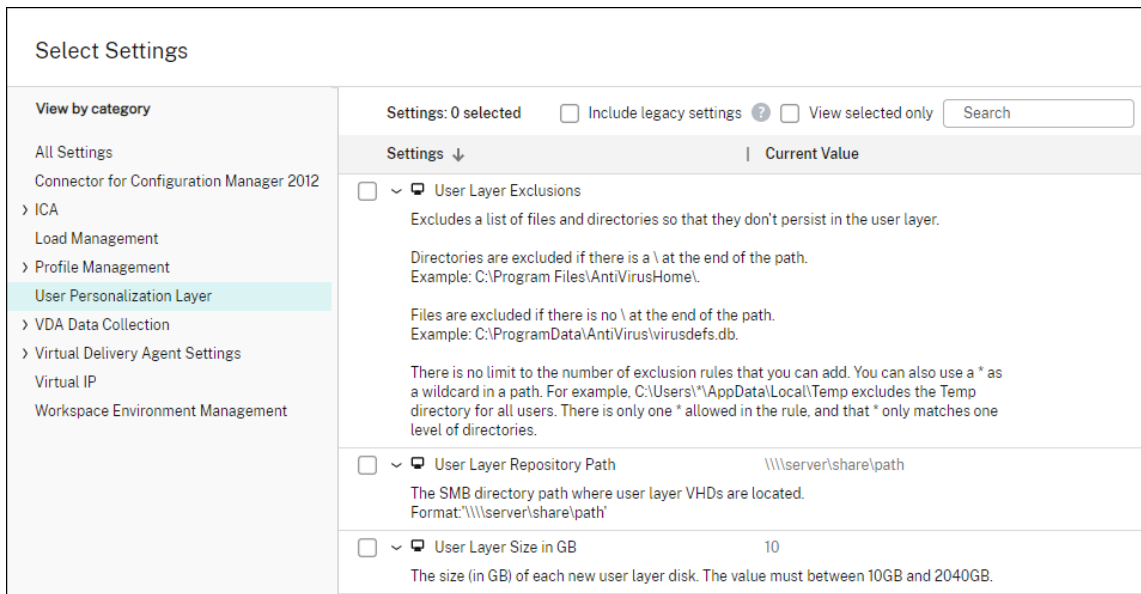 Select Settings
View by category
All Settings
Connector for Configuration Manager 2012
ICA
Load Management
Profile Management
User Personalization Layer
VDA Data Collection
Virtual Delivery Agent Settings
Virtual IP
Workspace Environment Management
Settings: 0 selected Include legacy settings ? View selected only Search
Settings ↓ | Current Value
User Layer Exclusions
Excludes a list of files and directories so that they don't persist in the user layer.
Directories are excluded if there is a \ at the end of the path.
Example: C:\Program Files\AntiVirusHome\.
Files are excluded if there is no \ at the end of the path.
Example: C:\ProgramData\AntiVirus\virusdefs.db.
There is no limit to the number of exclusion rules that you can add. You can also use a * as
a wildcard in a path. For example, C:\Users\*\AppData\Local\Temp excludes the Temp
directory for all users. There is only one * allowed in the rule, and that * only matches one
level of directories.
User Layer Repository Path \\\\server\share\path
The SMB directory path where user layer VHDs are located.
Format:'\\\\server\share\path'
User Layer Size in GB 10
The size (in GB) of each new user layer disk. The value must between 10GB and 2040GB.